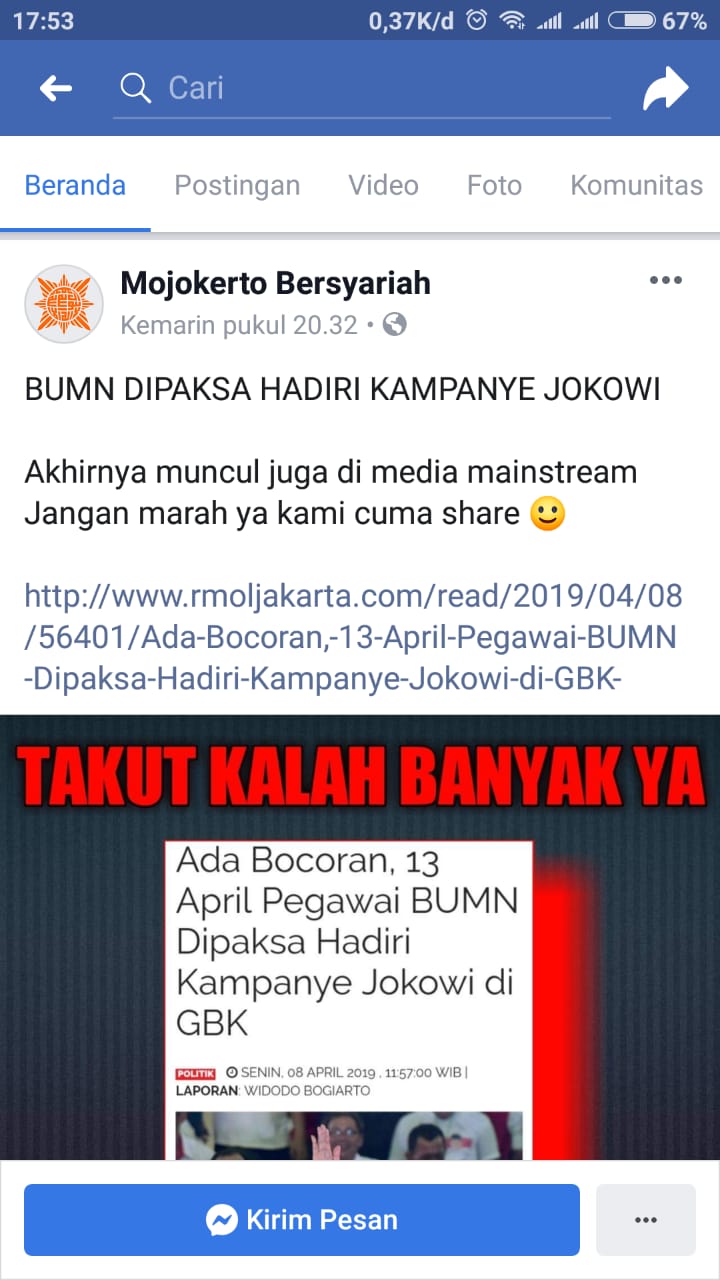 17:53
0,37K/d
67%
Cari
Beranda
Postingan
Video
Foto
Komunitas
Mojokerto Bersyariah
Kemarin pukul 20.32 •
BUMN DIPAKSA HADIRI KAMPANYE JOKOWI
Akhirnya muncul juga di media mainstream
Jangan marah ya kami cuma share
http://www.rmoljakarta.com/read/2019/04/08
/56401/Ada-Bocoran,-13-April-Pegawai-BUMN
-Dipaksa-Hadiri-Kampanye-Jokowi-di-GBK-
TAKUT KALAH BANYAK YA
Ada Bocoran, 13
April Pegawai BUMN
Dipaksa Hadiri
Kampanye Jokowi di
GBK
POLITIK SENIN, 08 APRIL 2019 , 11:57:00 WIB |
LAPORAN: WIDODO BOGIARTO
Kirim Pesan